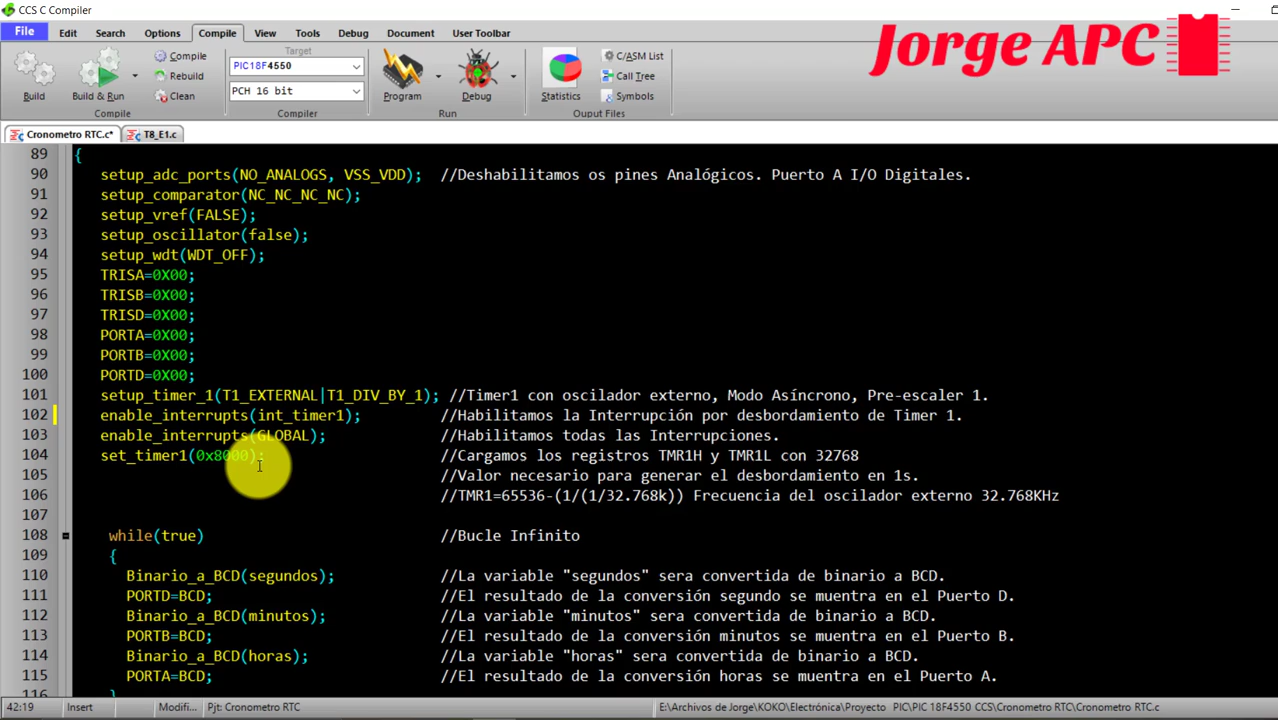 CCS C Compiler
Jorge APC
File Edit Search Options Compile View Tools Debug Document User Toolbar
Build
Build & Run
Compile
Rebuild
Clean
Compile
Target
PIC18F4550
PCH 16 bit
Compiler
Program
Debug
Run
Statistics
C/ASM List
Call Tree
Symbols
Ouput Files
Cronometro RTC.c* T8_E1.c
89 {
90 setup_adc_ports(NO_ANALOGS, VSS_VDD); //Deshabilitamos os pines Analógicos. Puerto A I/O Digitales.
91 setup_comparator(NC_NC_NC_NC);
92 setup_vref(FALSE);
93 setup_oscillator(false);
94 setup_wdt(WDT_OFF);
95 TRISA=0X00;
96 TRISB=0X00;
97 TRISD=0X00;
98 PORTA=0X00;
99 PORTB=0X00;
100 PORTD=0X00;
101 setup_timer_1(T1_EXTERNAL|T1_DIV_BY_1); //Timer1 con oscilador externo, Modo Asíncrono, Pre-escaler 1.
102 enable_interrupts(int_timer1); //Habilitamos la Interrupción por desbordamiento de Timer 1.
103 enable_interrupts(GLOBAL); //Habilitamos todas las Interrupciones.
104 set_timer1(0x8000); //Cargamos los registros TMR1H y TMR1L con 32768
105 //Valor necesario para generar el desbordamiento en 1s.
106 //TMR1=65536-(1/(1/32.768k)) Frecuencia del oscilador externo 32.768KHz
107
108 while(true) //Bucle Infinito
109 {
110 Binario_a_BCD(segundos); //La variable "segundos" sera convertida de binario a BCD.
111 PORTD=BCD; //El resultado de la conversión segundo se muentra en el Puerto D.
112 Binario_a_BCD(minutos); //La variable "minutos" sera convertida de binario a BCD.
113 PORTB=BCD; //El resultado de la conversión minutos se muentra en el Puerto B.
114 Binario_a_BCD(horas); //La variable "horas" sera convertida de binario a BCD.
115 PORTA=BCD; //El resultado de la conversión horas se muentra en el Puerto A.
116 }
42:19 Insert Modifi... Pjt: Cronometro RTC E:\Archivos de Jorge\KOKO\Electrónica\Proyecto PIC\PIC 18F4550 CCS\Cronometro RTC\Cronometro RTC.c